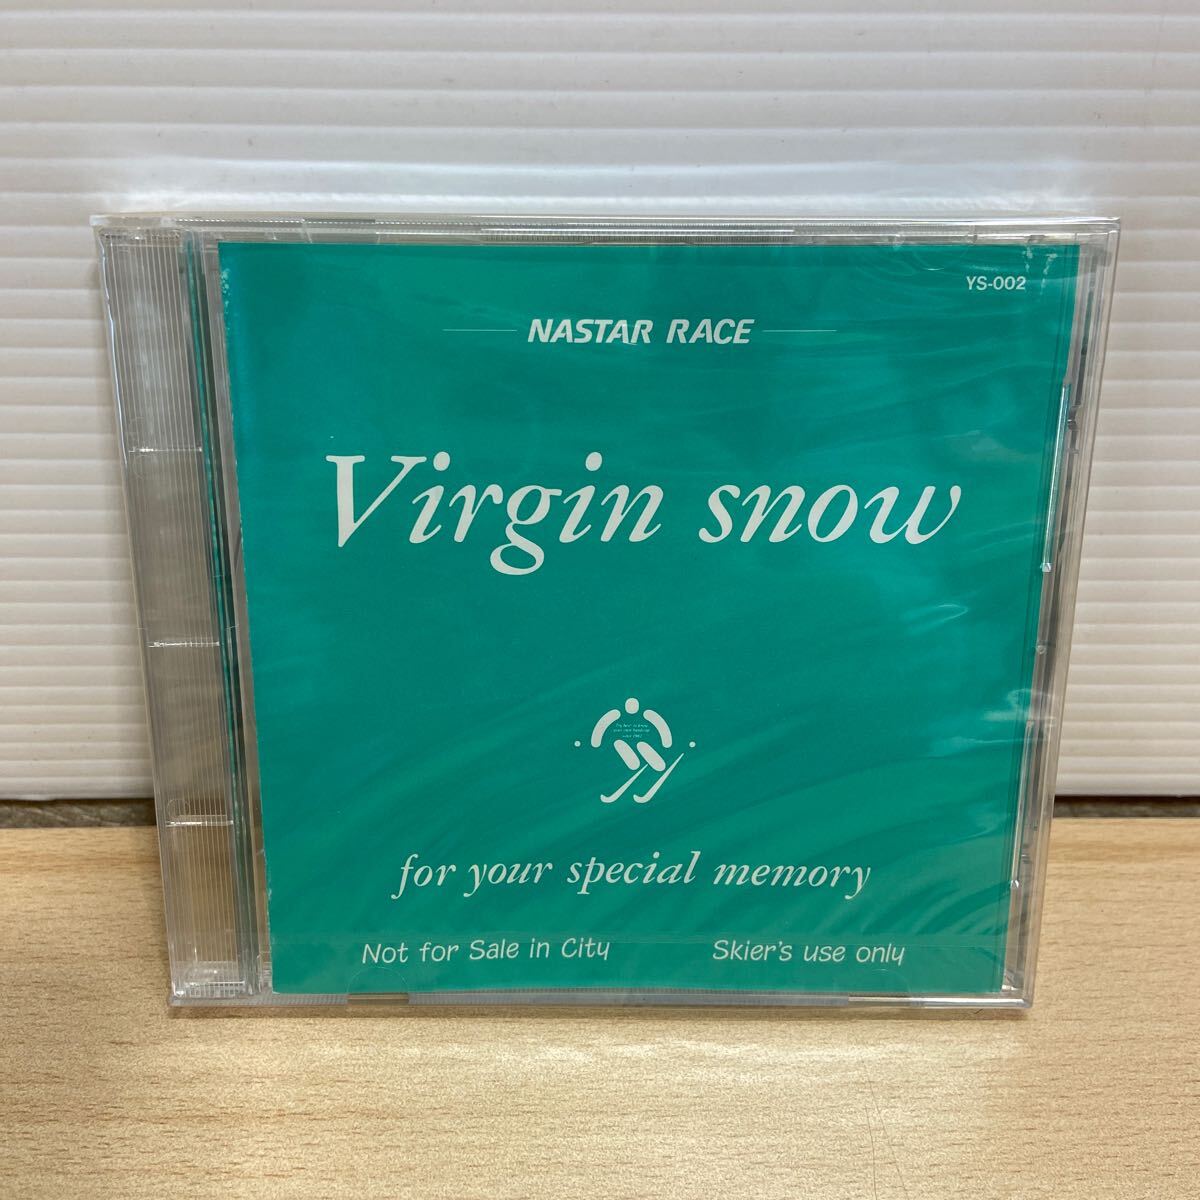 YS-002
NASTAR RACE
Virgin snow
for your special memory
Not for Sale in City
Skier's use only